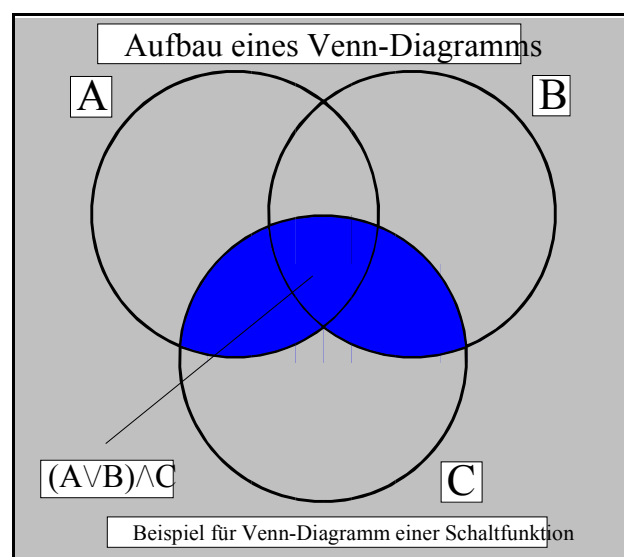 Aufbau eines Venn-Diagramms
A
B
(A\/B)/\C
C
Beispiel für Venn-Diagramm einer Schaltfunktion